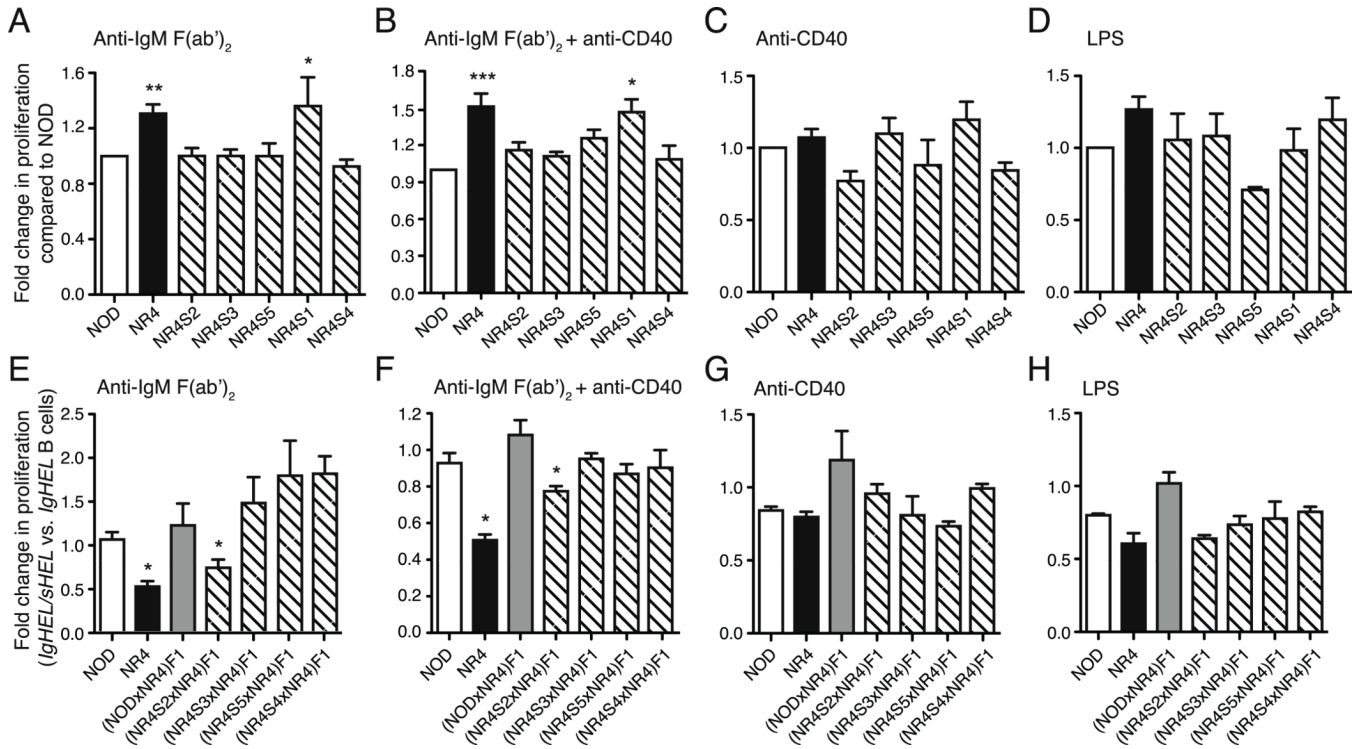 A
Anti-IgM F(ab')2
Fold change in proliferation
compared to NOD
1.6
1.2
0.8
0.4
0.0
**
*
NOD
NR4
NR4S2
NR4S3
NR4S5
NR4S1
NR4S4
B
Anti-IgM F(ab')2 + anti-CD40
1.8
1.5
1.2
0.9
0.6
0.3
0.0
***
*
NOD
NR4
NR4S2
NR4S3
NR4S5
NR4S1
NR4S4
C
Anti-CD40
1.5
1.0
0.5
0.0
NOD
NR4
NR4S2
NR4S3
NR4S5
NR4S1
NR4S4
D
LPS
1.5
1.0
0.5
0.0
NOD
NR4
NR4S2
NR4S3
NR4S5
NR4S1
NR4S4
E
Anti-IgM F(ab')2
Fold change in proliferation
(IgHEL/sHEL vs. IgHEL B cells)
2.5
2.0
1.5
1.0
0.5
0.0
*
*
NOD
NR4
(NODxNR4)F1
(NR4S2xNR4)F1
(NR4S3xNR4)F1
(NR4S5xNR4)F1
(NR4S4xNR4)F1
F
Anti-IgM F(ab')2 + anti-CD40
1.2
1.0
0.8
0.6
0.4
0.2
0.0
*
*
NOD
NR4
(NODxNR4)F1
(NR4S2xNR4)F1
(NR4S3xNR4)F1
(NR4S5xNR4)F1
(NR4S4xNR4)F1
G
Anti-CD40
1.5
1.0
0.5
0.0
NOD
NR4
(NODxNR4)F1
(NR4S2xNR4)F1
(NR4S3xNR4)F1
(NR4S5xNR4)F1
(NR4S4xNR4)F1
H
LPS
1.5
1.0
0.5
0.0
NOD
NR4
(NODxNR4)F1
(NR4S2xNR4)F1
(NR4S3xNR4)F1
(NR4S5xNR4)F1
(NR4S4xNR4)F1